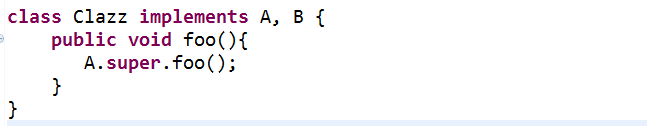 class Clazz implements A, B {
    public void foo(){
       A.super.foo();
    }
}